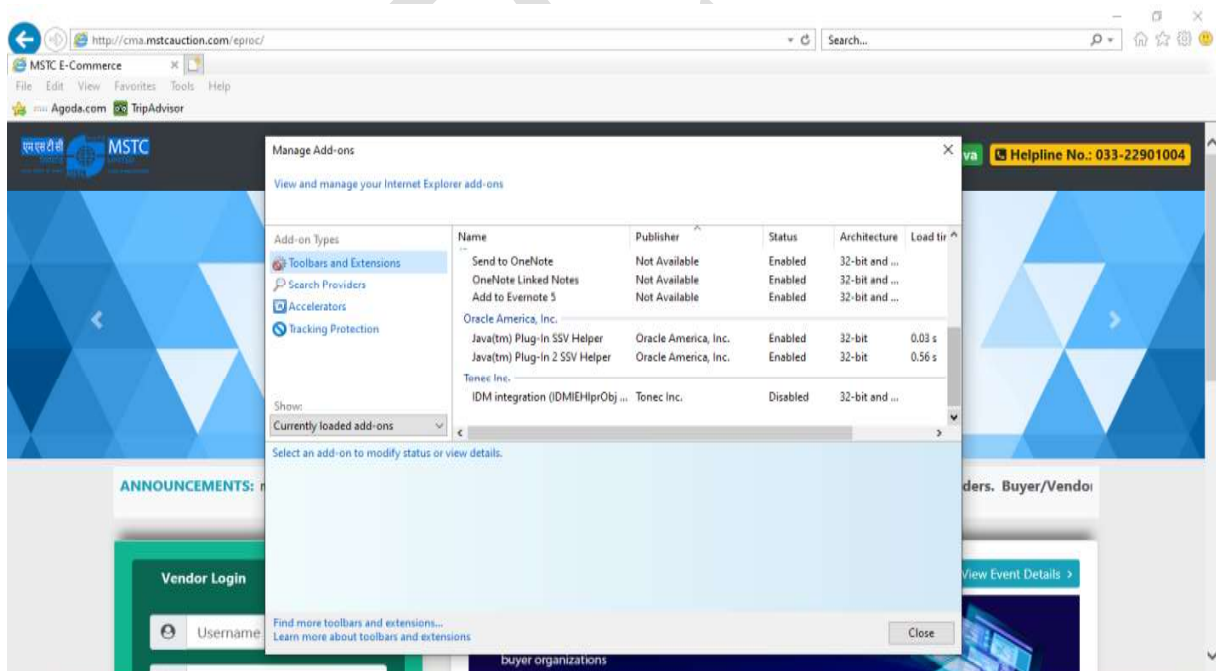 http://cma.mstcauction.com/eproc/
Search...
MSTC E-Commerce
File Edit View Favorites Tools Help
Agoda.com TripAdvisor
एम एस टी सी MSTC
va Helpline No.: 033-22901004
Manage Add-ons
View and manage your Internet Explorer add-ons
Add-on Types
Toolbars and Extensions
Search Providers
Accelerators
Tracking Protection
Show:
Currently loaded add-ons
Name Publisher Status Architecture Load tir
Send to OneNote Not Available Enabled 32-bit and ...
OneNote Linked Notes Not Available Enabled 32-bit and ...
Add to Evernote 5 Not Available Enabled 32-bit and ...
Oracle America, Inc.
Java(tm) Plug-In SSV Helper Oracle America, Inc. Enabled 32-bit 0.03 s
Java(tm) Plug-In 2 SSV Helper Oracle America, Inc. Enabled 32-bit 0.56 s
Tonec Inc.
IDM integration (IDMIEHlprObj ... Tonec Inc. Disabled 32-bit and ...
Select an add-on to modify status or view details.
Find more toolbars and extensions...
Learn more about toolbars and extensions
Close
ANNOUNCEMENTS:
ders. Buyer/Vendor
Vendor Login
Username
View Event Details
buyer organizations